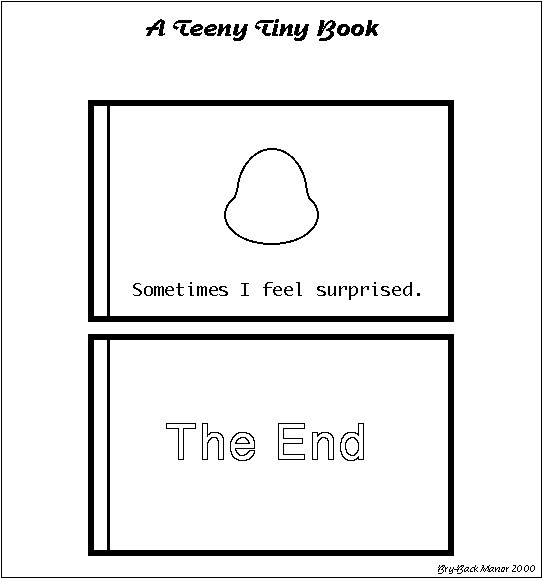 A Teeny Tiny Book
Sometimes I feel surprised.
The End
Bry-Back Manor 2000